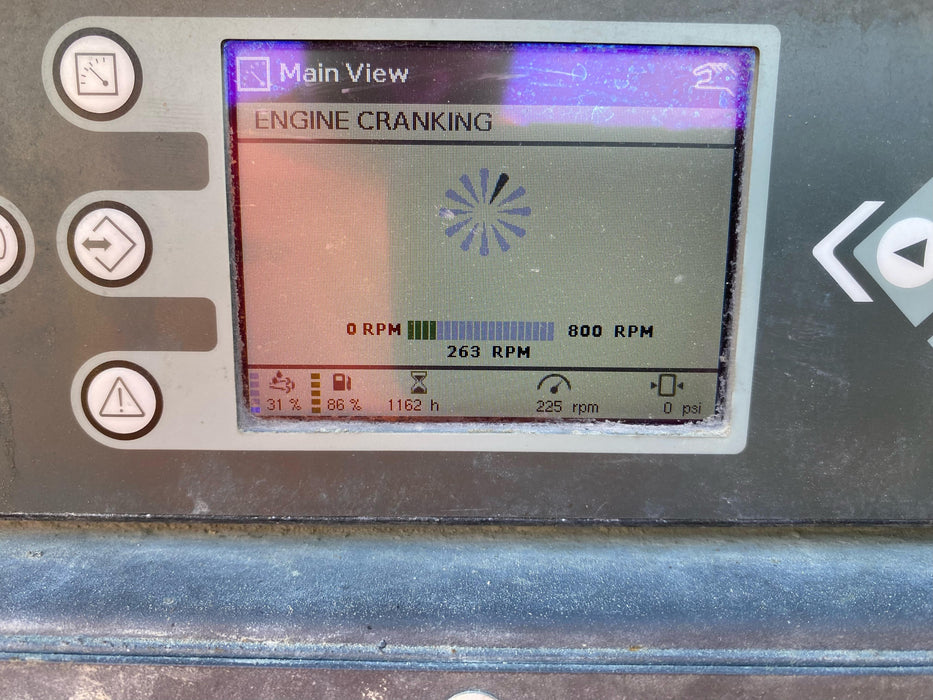 Main View
ENGINE CRANKING
0 RPM 800 RPM
263 RPM
31 % 86 % 1162 h 225 rpm 0 psi